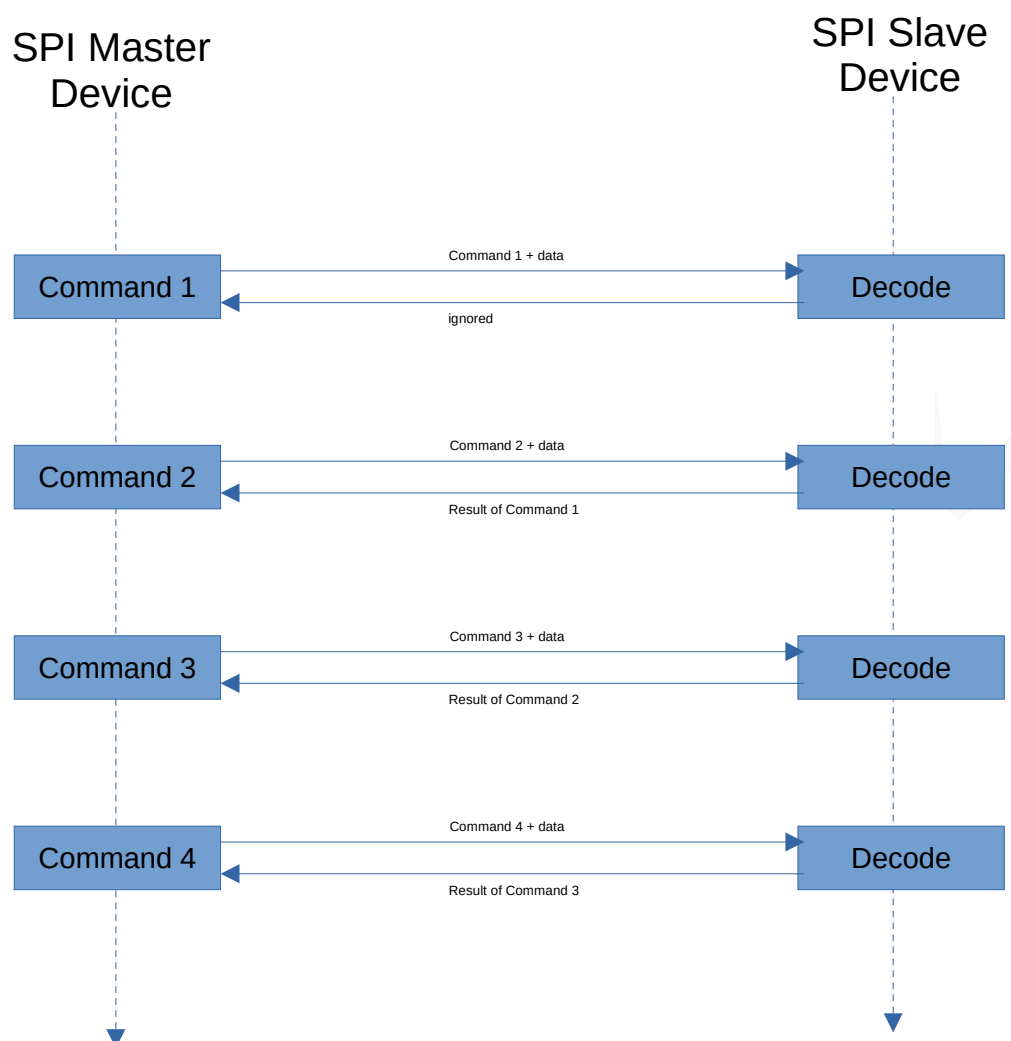 SPI Master
Device
SPI Slave
Device
Command 1 + data
Command 1
Decode
ignored
Command 2 + data
Command 2
Decode
Result of Command 1
Command 3 + data
Command 3
Decode
Result of Command 2
Command 4 + data
Command 4
Decode
Result of Command 3